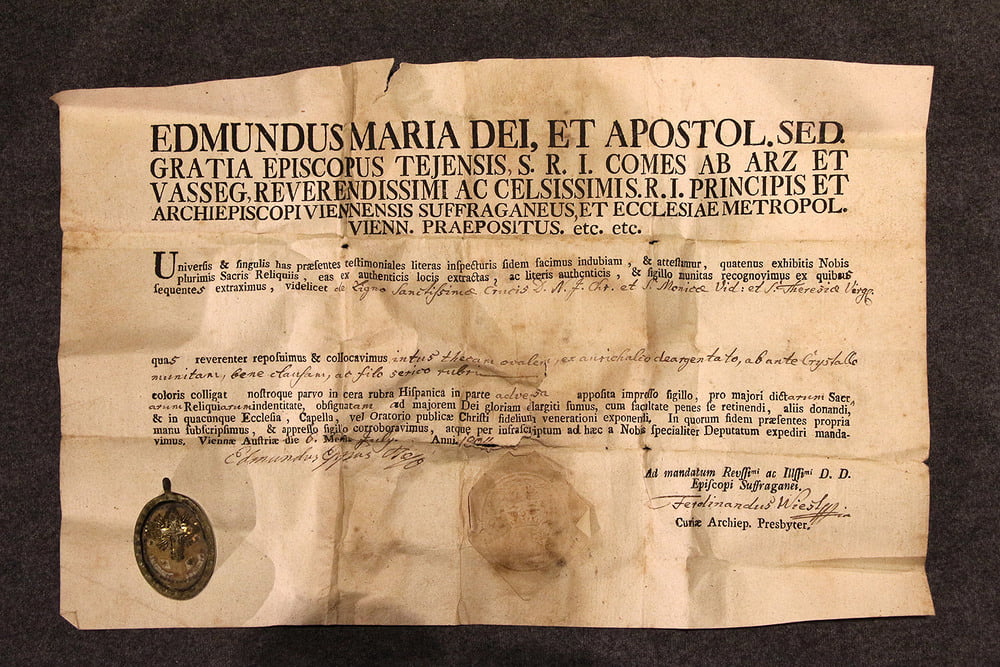 EDMUNDUS MARIA DEI, ET APOSTOL. SED.
GRATIA EPISCOPUS TEJENSIS, S. R. I. COMES AB ARZ ET
VASSEG, REVERENDISSIMI AC CELSISSIMI S. R. I. PRINCIPIS ET
ARCHIEPISCOPI VIENNENSIS SUFFRAGANEUS, ET ECCLESIAE METROPOL.
VIENN. PRAEPOSITUS. etc. etc.
Universis & singulis has præsentes testimoniales literas inspecturis fidem facimus indubiam, & attestamur, quatenus exhibitis Nobis
plurimis Sacris Reliquiis, eas ex authenticis locis extractas, ac literis authenticis, & sigillo munitas recognovimus ex quibus
sequentes extraximus, videlicet de Ligno Sanctissimæ Crucis D. N. J. Chr. et S. Monicæ Vid: et S. Theresiæ Virg.
quas reverenter reposuimus & collocavimus intus thecam ovalem, ex aurichalco deargentato, ab ante Crystallo
munitam, bene clausam, ac filo serico rubri
coloris colligat nostroque parvo in cera rubra Hispanica in parte adversa apposita impresso sigillo, pro majori dictarum Sacr
arum Reliquiarum indentitate, obsignatam ad majorem Dei gloriam elargiti sumus, cum facultate penes se retinendi, aliis donandi,
& in quacunque Ecclesia, Capella, vel Oratorio publicæ Christi fidelium venerationi exponendi. In quorum fidem præsentes propria
manu subscripsimus, & appresso sigillo corroboravimus, atque per infrascriptum ad hæc a Nobis specialiter Deputatum expediri manda-
vimus. Viennæ Austriæ die 6. Mensis July. Anni.
Edmundus Eppus
Ad mandatum Revssimi ac Illssimi D. D.
Episcopi Suffraganei.
Ferdinandus
Curiæ Archiep. Presbyter.